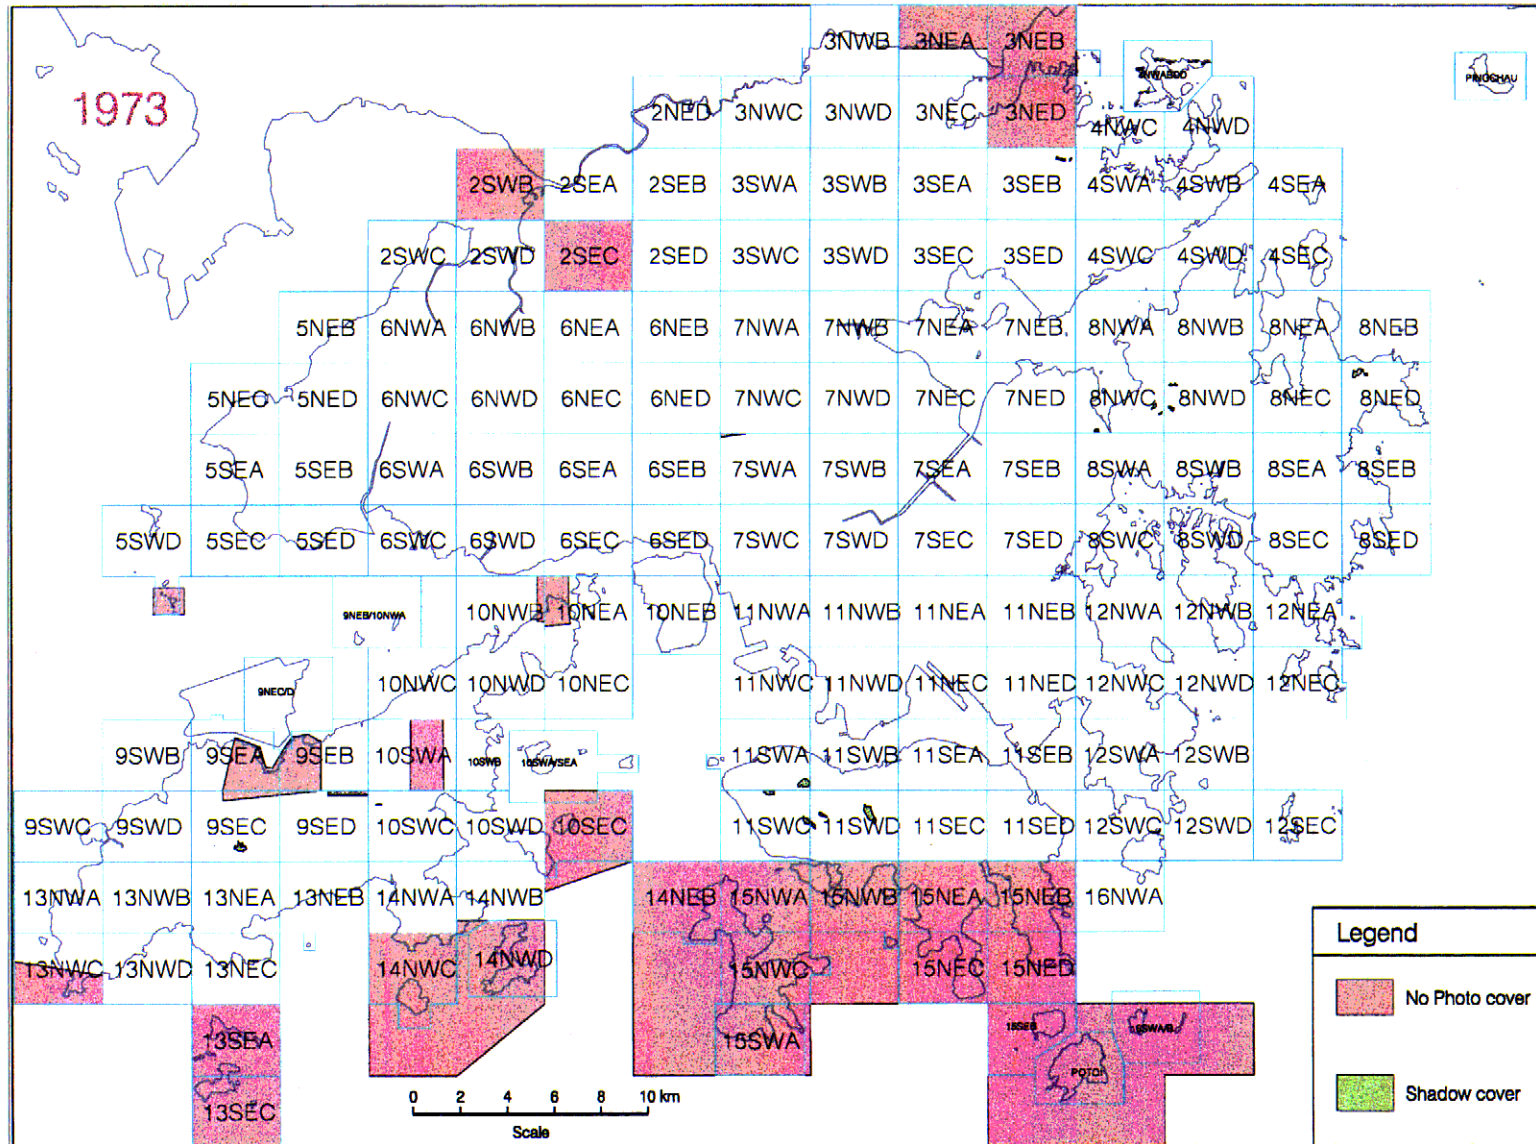 1973
3NWB 3NEA 3NEB
PINGCHAU
2NED 3NWC 3NWD 3NEC 3NED 4NWC 4NWD
2SWB 2SEA 2SEB 3SWA 3SWB 3SEA 3SEB 4SWA 4SWB 4SEA
2SWC 2SWD 2SEC 2SED 3SWC 3SWD 3SEC 3SED 4SWC 4SWD 4SEC
5NEB 6NWA 6NWB 6NEA 6NEB 7NWA 7NWB 7NEA 7NEB 8NWA 8NWB 8NEA 8NEB
5NEC 5NED 6NWC 6NWD 6NEC 6NED 7NWC 7NWD 7NEC 7NED 8NWC 8NWD 8NEC 8NED
5SEA 5SEB 6SWA 6SWB 6SEA 6SEB 7SWA 7SWB 7SEA 7SEB 8SWA 8SWB 8SEA 8SEB
5SWD 5SEC 5SED 6SWC 6SWD 6SEC 6SED 7SWC 7SWD 7SEC 7SED 8SWC 8SWD 8SEC 8SED
9NEB/10NWA 10NWB 10NEA 10NEB 11NWA 11NWB 11NEA 11NEB 12NWA 12NWB 12NEA
9NEC/D 10NWC 10NWD 10NEC 11NWC 11NWD 11NEC 11NED 12NWC 12NWD 12NEC
9SWB 9SEA 9SEB 10SWA 10SWB 10SWA/SEA 11SWA 11SWB 11SEA 11SEB 12SWA 12SWB
9SWC 9SWD 9SEC 9SED 10SWC 10SWD 10SEC 11SWC 11SWD 11SEC 11SED 12SWC 12SWD 12SEC
13NWA 13NWB 13NEA 13NEB 14NWA 14NWB 14NEB 15NWA 15NWB 15NEA 15NEB 16NWA
13NWC 13NWD 13NEC 14NWC 14NWD 15NWC 15NEC 15NED
13SEA 15SWA 15SEB
POTOI
13SEC
0 2 4 6 8 10 km
Scale
Legend
No Photo cover
Shadow cover